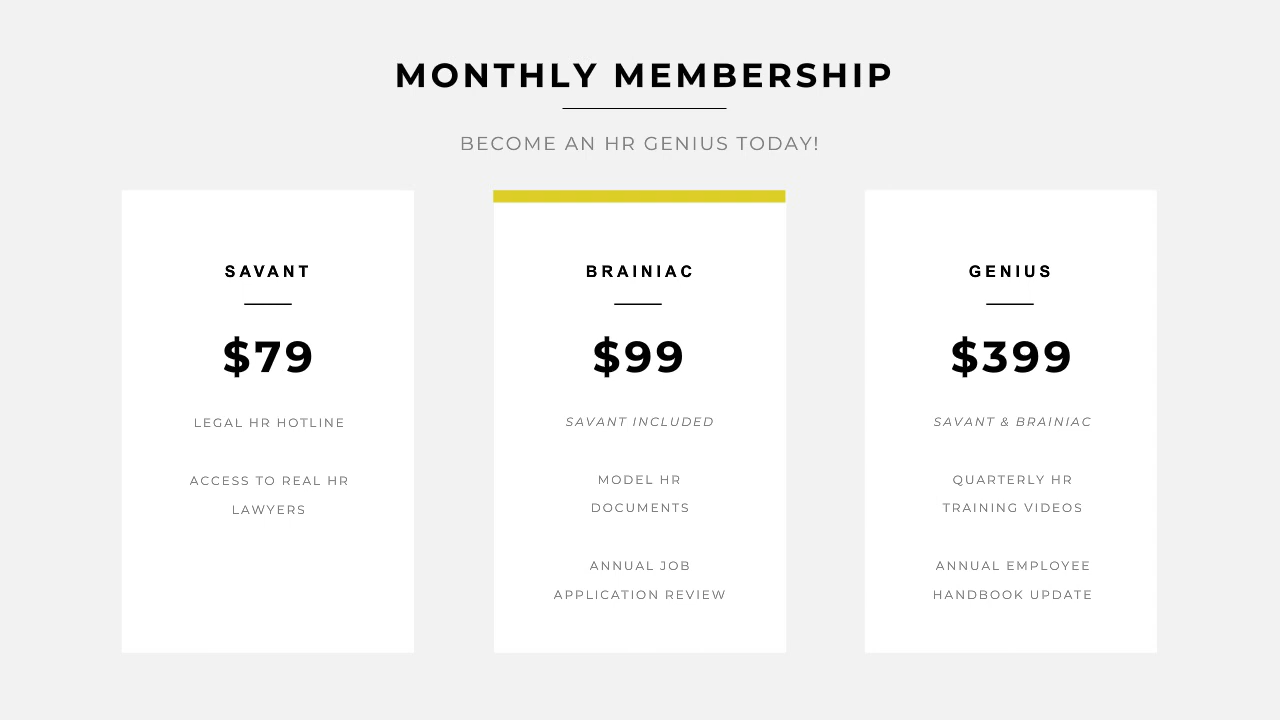 MONTHLY MEMBERSHIP
BECOME AN HR GENIUS TODAY!
SAVANT
$79
LEGAL HR HOTLINE
ACCESS TO REAL HR
LAWYERS
BRAINIAC
$99
SAVANT INCLUDED
MODEL HR
DOCUMENTS
ANNUAL JOB
APPLICATION REVIEW
GENIUS
$399
SAVANT & BRAINIAC
QUARTERLY HR
TRAINING VIDEOS
ANNUAL EMPLOYEE
HANDBOOK UPDATE